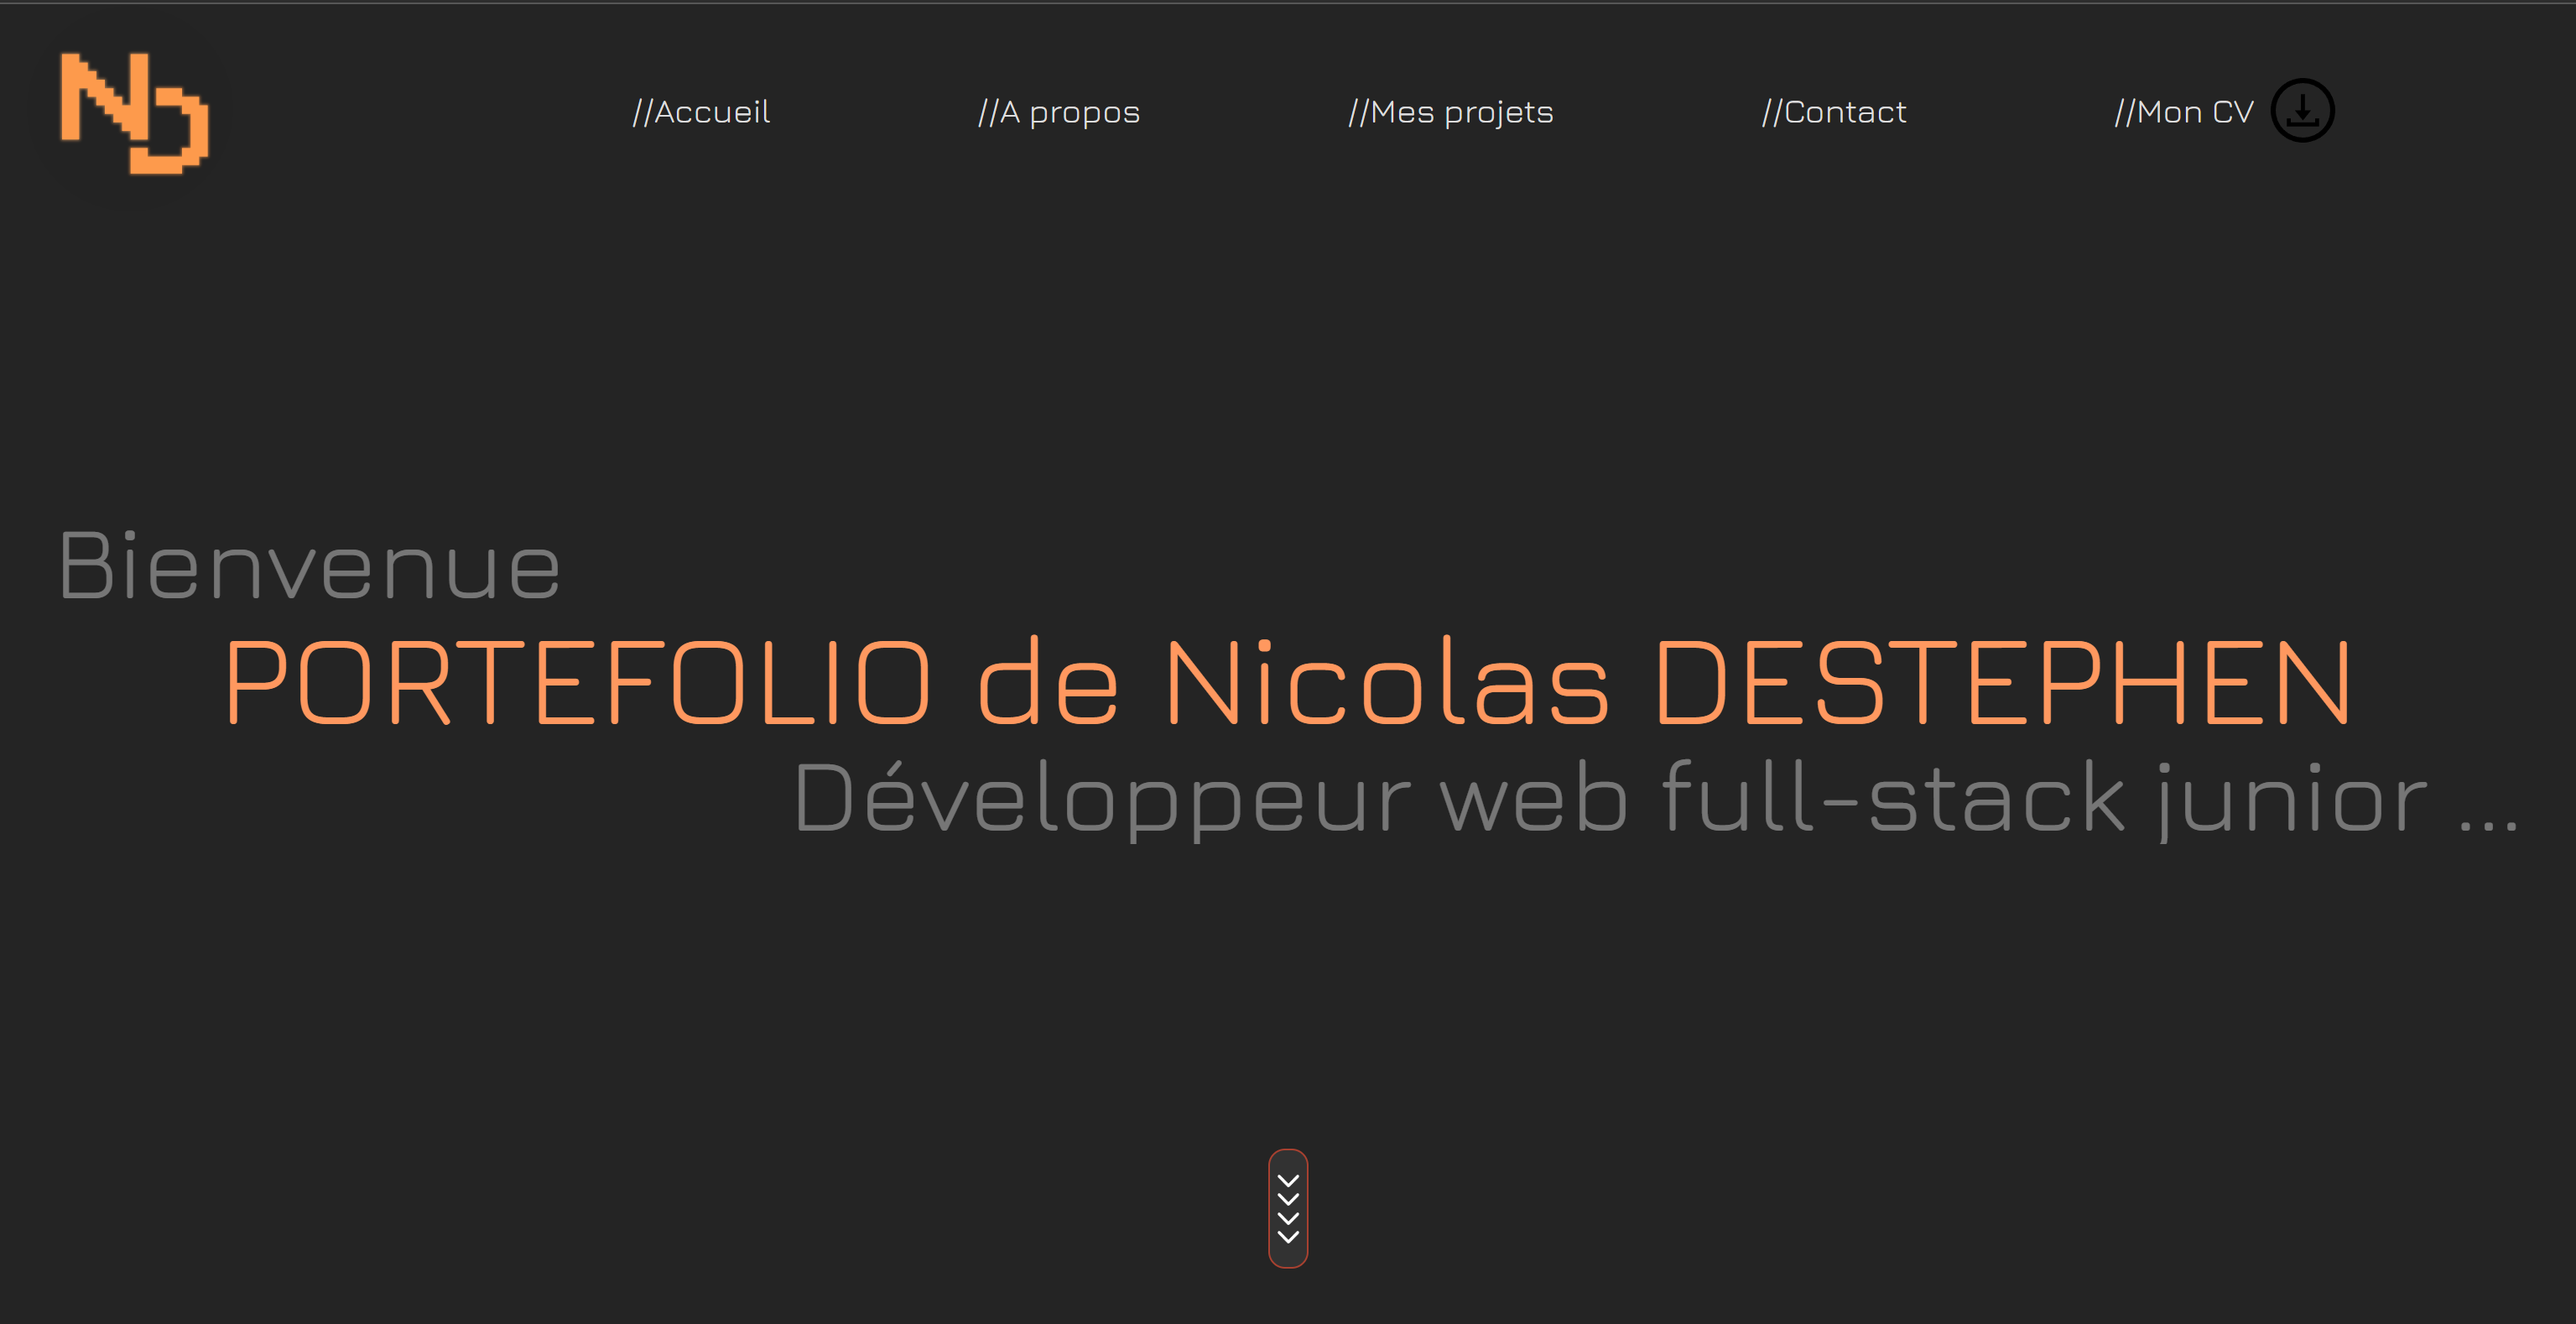 ND
//Accueil //A propos //Mes projets //Contact //Mon CV
Bienvenue
PORTEFOLIO de Nicolas DESTEPHEN
Développeur web full-stack junior ...